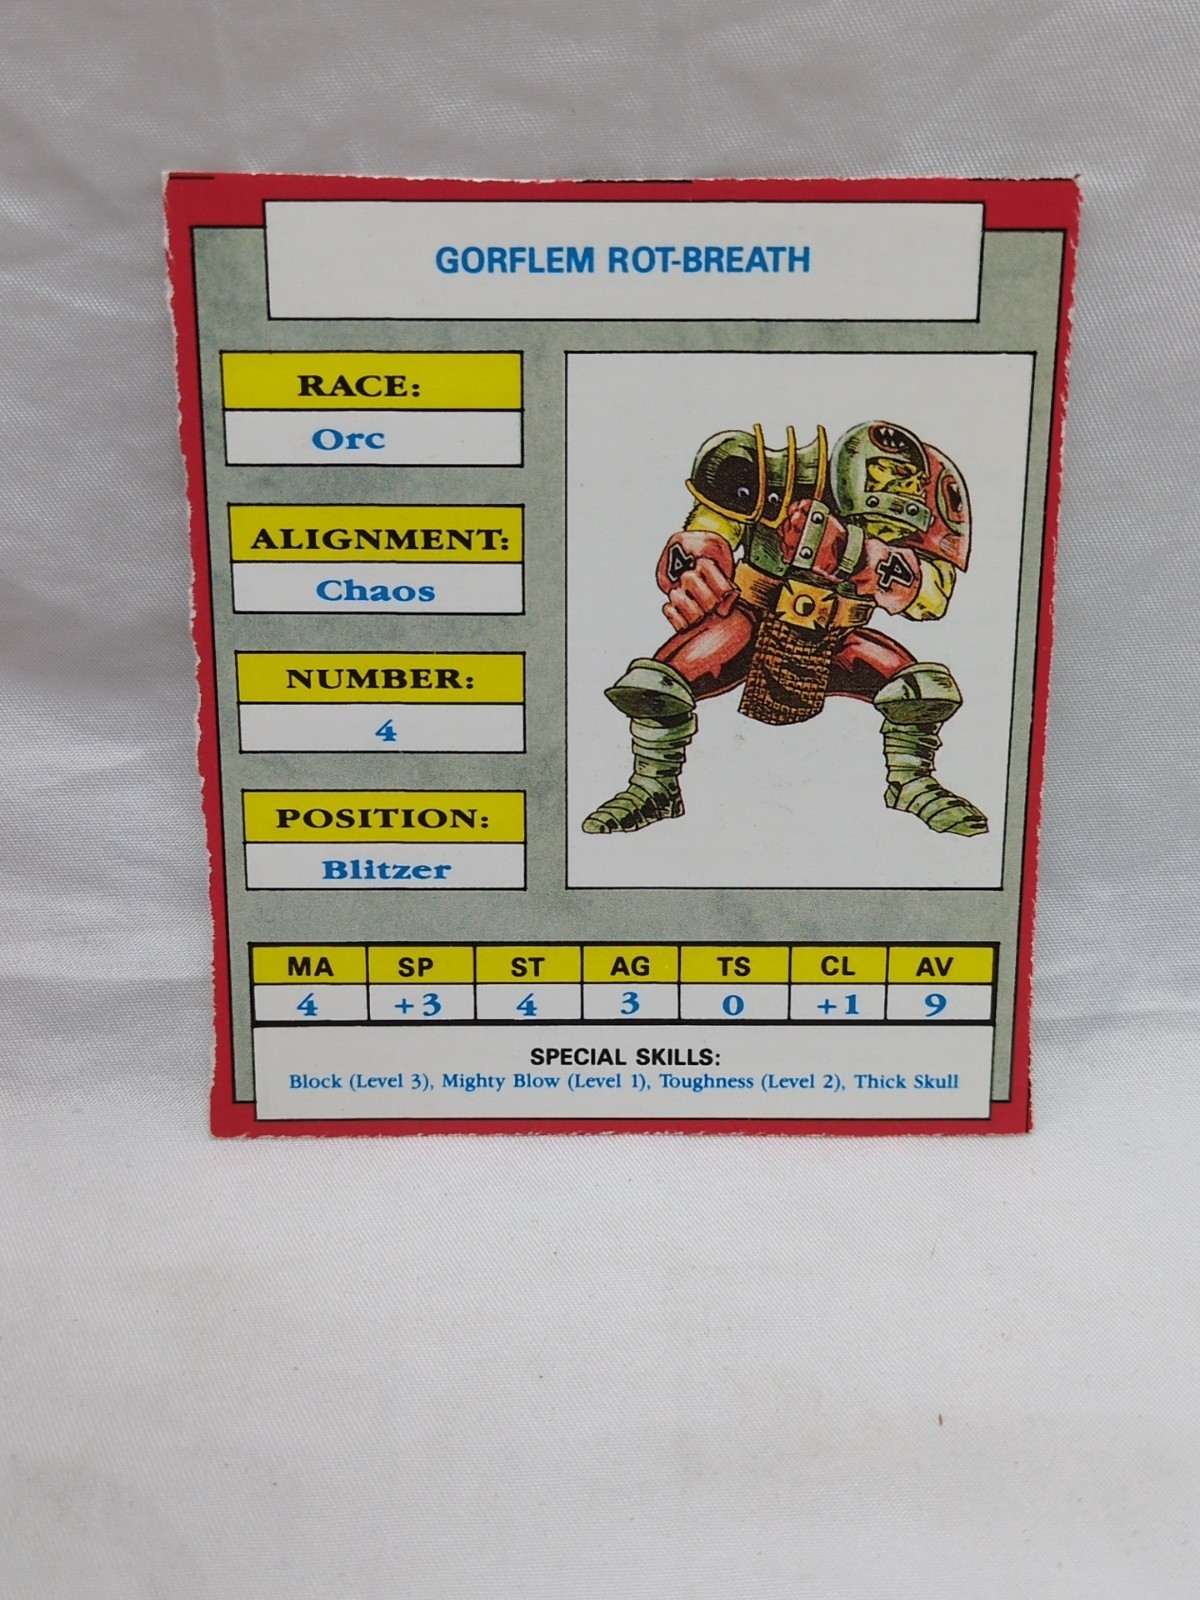 GORFLEM ROT-BREATH
RACE:
Orc
ALIGNMENT:
Chaos
NUMBER:
4
POSITION:
Blitzer
4
4
MA SP ST AG TS CL AV
4 +3 4 3 0 +1 9
SPECIAL SKILLS:
Block (Level 3), Mighty Blow (Level 1), Toughness (Level 2), Thick Skull